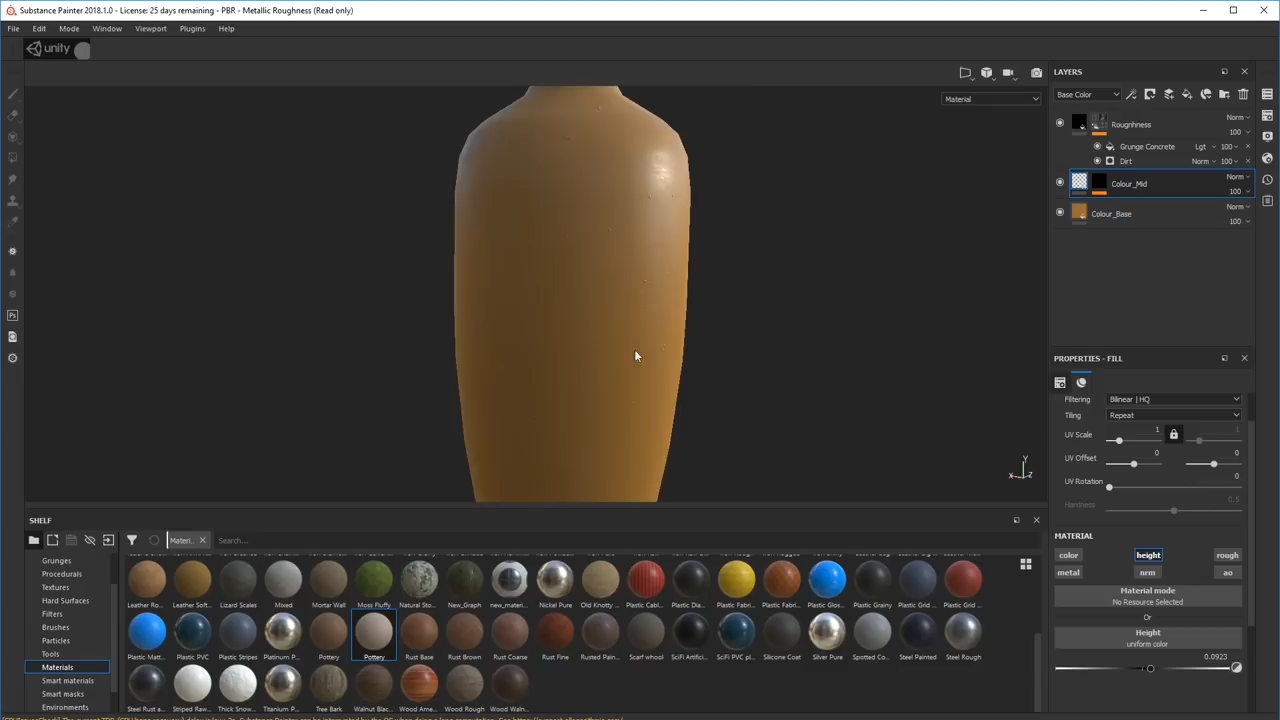 Substance Painter 2018.1.0 - License: 25 days remaining - PBR - Metallic Roughness (Read only)
File Edit Mode Window Viewport Plugins Help
unity
Material
LAYERS
Base Color
Roughnhness Norm 100
Grunge Concrete Lgt 100
Dirt Norm 100
Colour_Mid Norm 100
Colour_Base Norm 100
PROPERTIES - FILL
Filtering Bilinear | HQ
Tiling Repeat
UV Scale 1 1
UV Offset 0 0
UV Rotation 0
Hardness 0.5
MATERIAL
color height rough
metal nrm ao
Material mode
No Resource Selected
Or
Height
uniform color
0.0923
Y
X Z
SHELF
Materi... Search...
Grunges
Procedurals
Textures
Hard Surfaces
Filters
Brushes
Particles
Tools
Materials
Smart materials
Smart masks
Environments
Leather Ro... Leather Soft... Lizard Scales Mixed Mortar Wall Moss Fluffy Natural Sto... New_Graph new_materi... Nickel Pure Old Knotty ... Plastic Cabl... Plastic Dia... Plastic Fabri... Plastic Fabri... Plastic Glos... Plastic Grainy Plastic Grid ... Plastic Grid ...
Plastic Matt... Plastic PVC Plastic Stripes Platinum P... Pottery Pottery Rust Base Rust Brown Rust Coarse Rust Fine Rusted Pain... Scarf whool SciFi Artifici... SciFi PVC pl... Silicone Coat Silver Pure Spotted Co... Steel Painted Steel Rough
Steel Rust a... Striped Raw... Thick Snow... Titanium P... Tree Bark Walnut Blac... Wood Ame... Wood Rough Wood Waln...